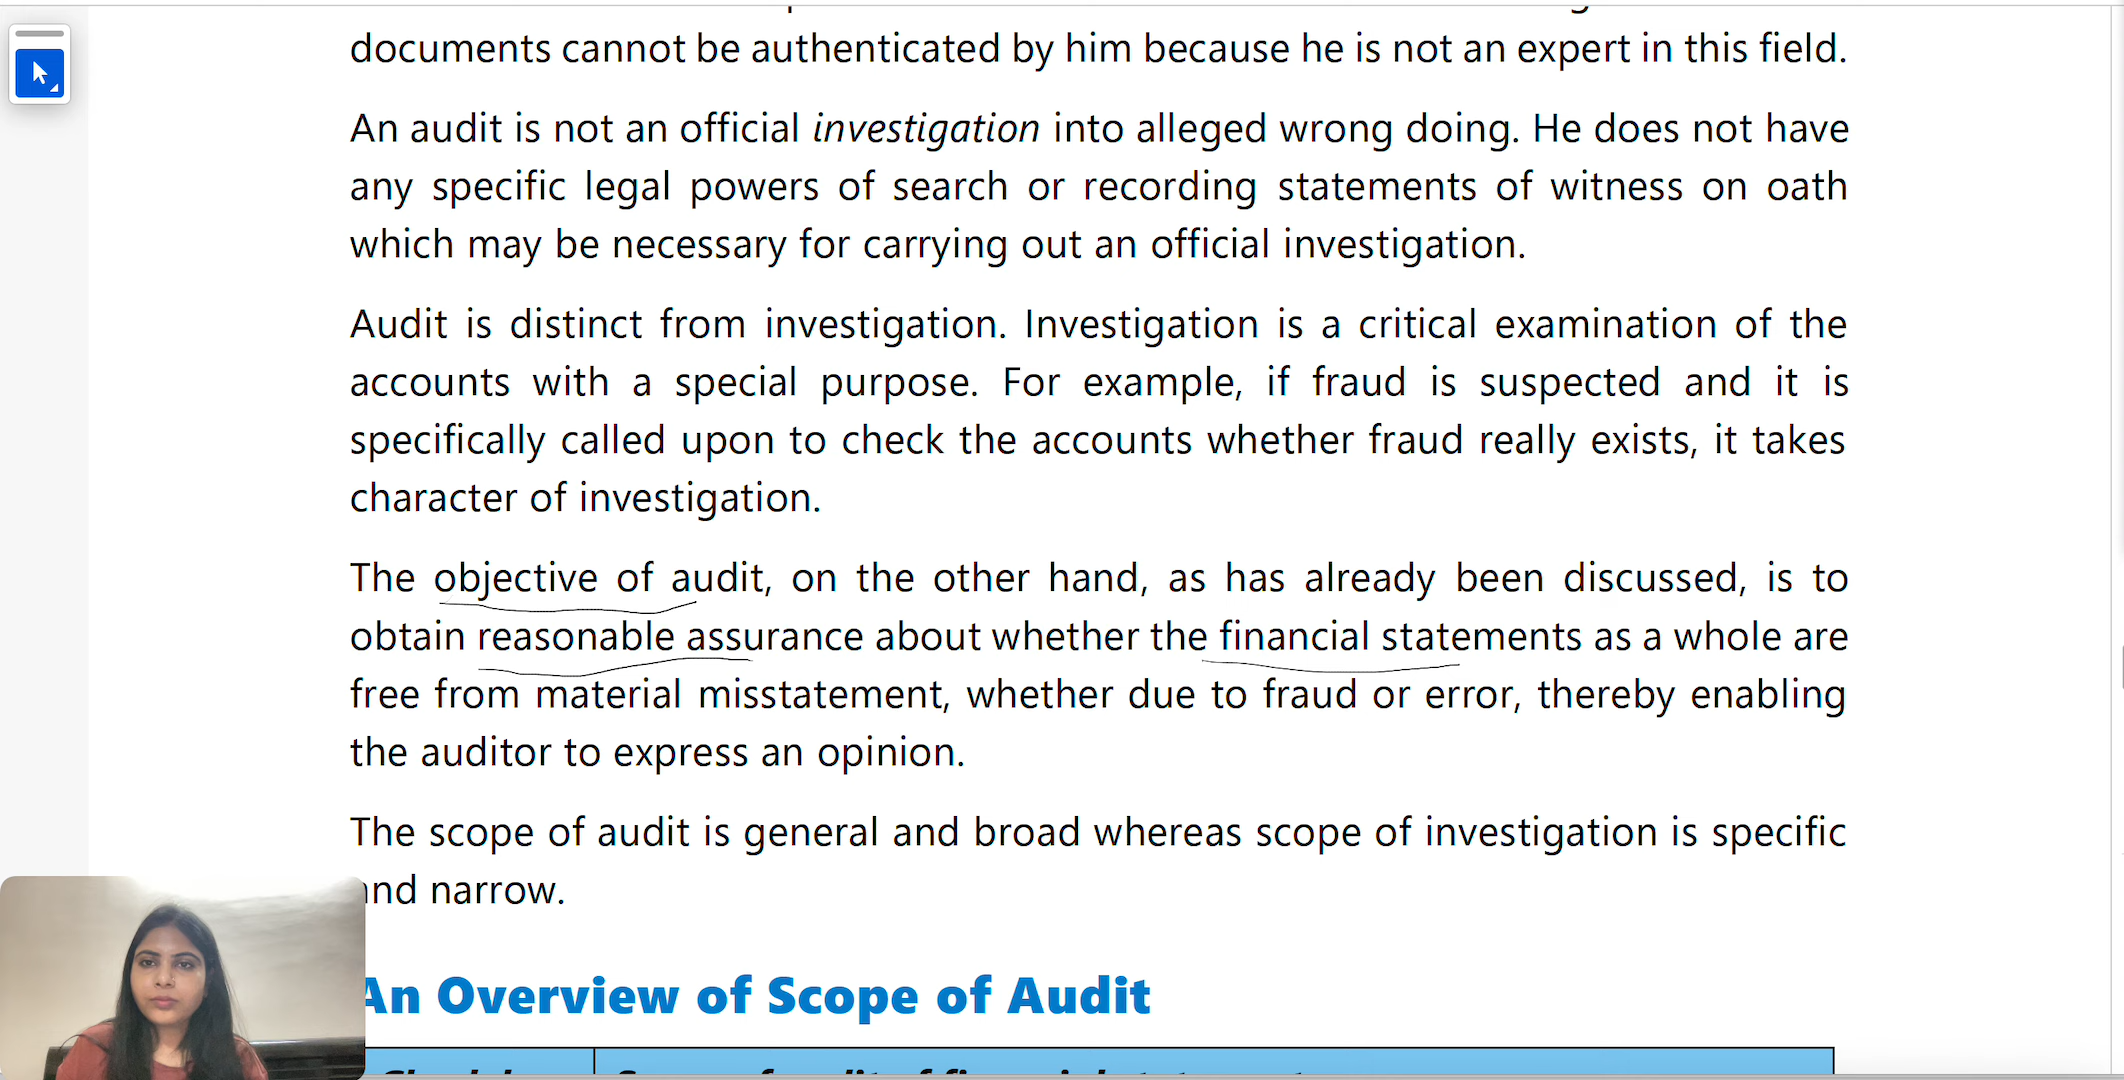 documents cannot be authenticated by him because he is not an expert in this field.
An audit is not an official investigation into alleged wrong doing. He does not have
any specific legal powers of search or recording statements of witness on oath
which may be necessary for carrying out an official investigation.
Audit is distinct from investigation. Investigation is a critical examination of the
accounts with a special purpose. For example, if fraud is suspected and it is
specifically called upon to check the accounts whether fraud really exists, it takes
character of investigation.
The objective of audit, on the other hand, as has already been discussed, is to
obtain reasonable assurance about whether the financial statements as a whole are
free from material misstatement, whether due to fraud or error, thereby enabling
the auditor to express an opinion.
The scope of audit is general and broad whereas scope of investigation is specific
and narrow.
An Overview of Scope of Audit